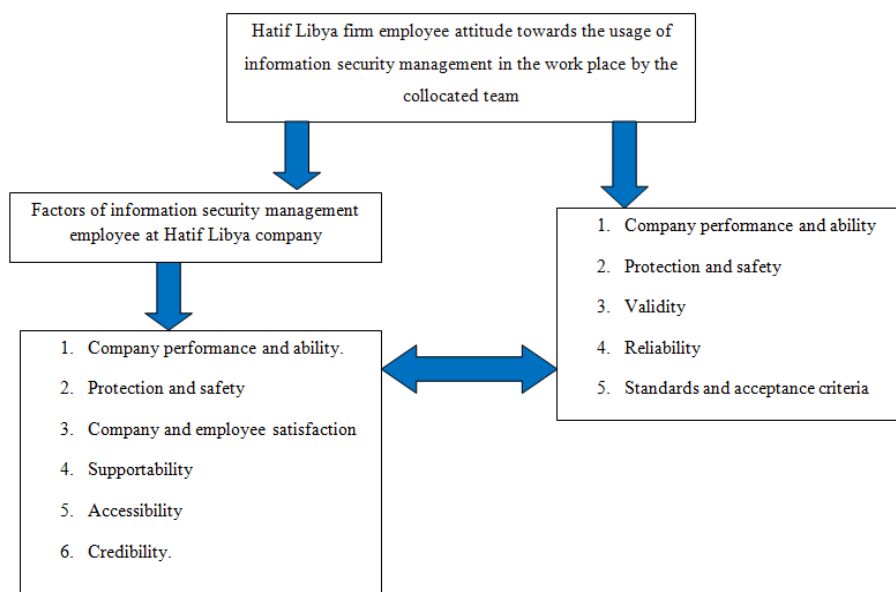 Hatif Libya firm employee attitude towards the usage of
information security management in the work place by the
collocated team
Factors of information security management
employee at Hatif Libya company
1. Company performance and ability
2. Protection and safety
3. Validity
4. Reliability
5. Standards and acceptance criteria
1. Company performance and ability.
2. Protection and safety
3. Company and employee satisfaction
4. Supportability
5. Accessibility
6. Credibility.